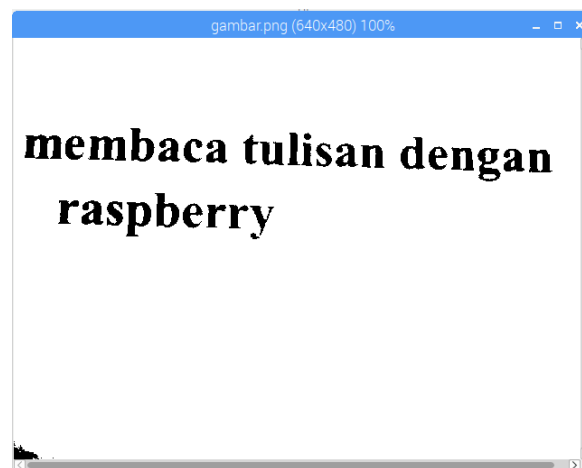 gambar.png (640x480) 100%
membaca tulisan dengan
raspberry